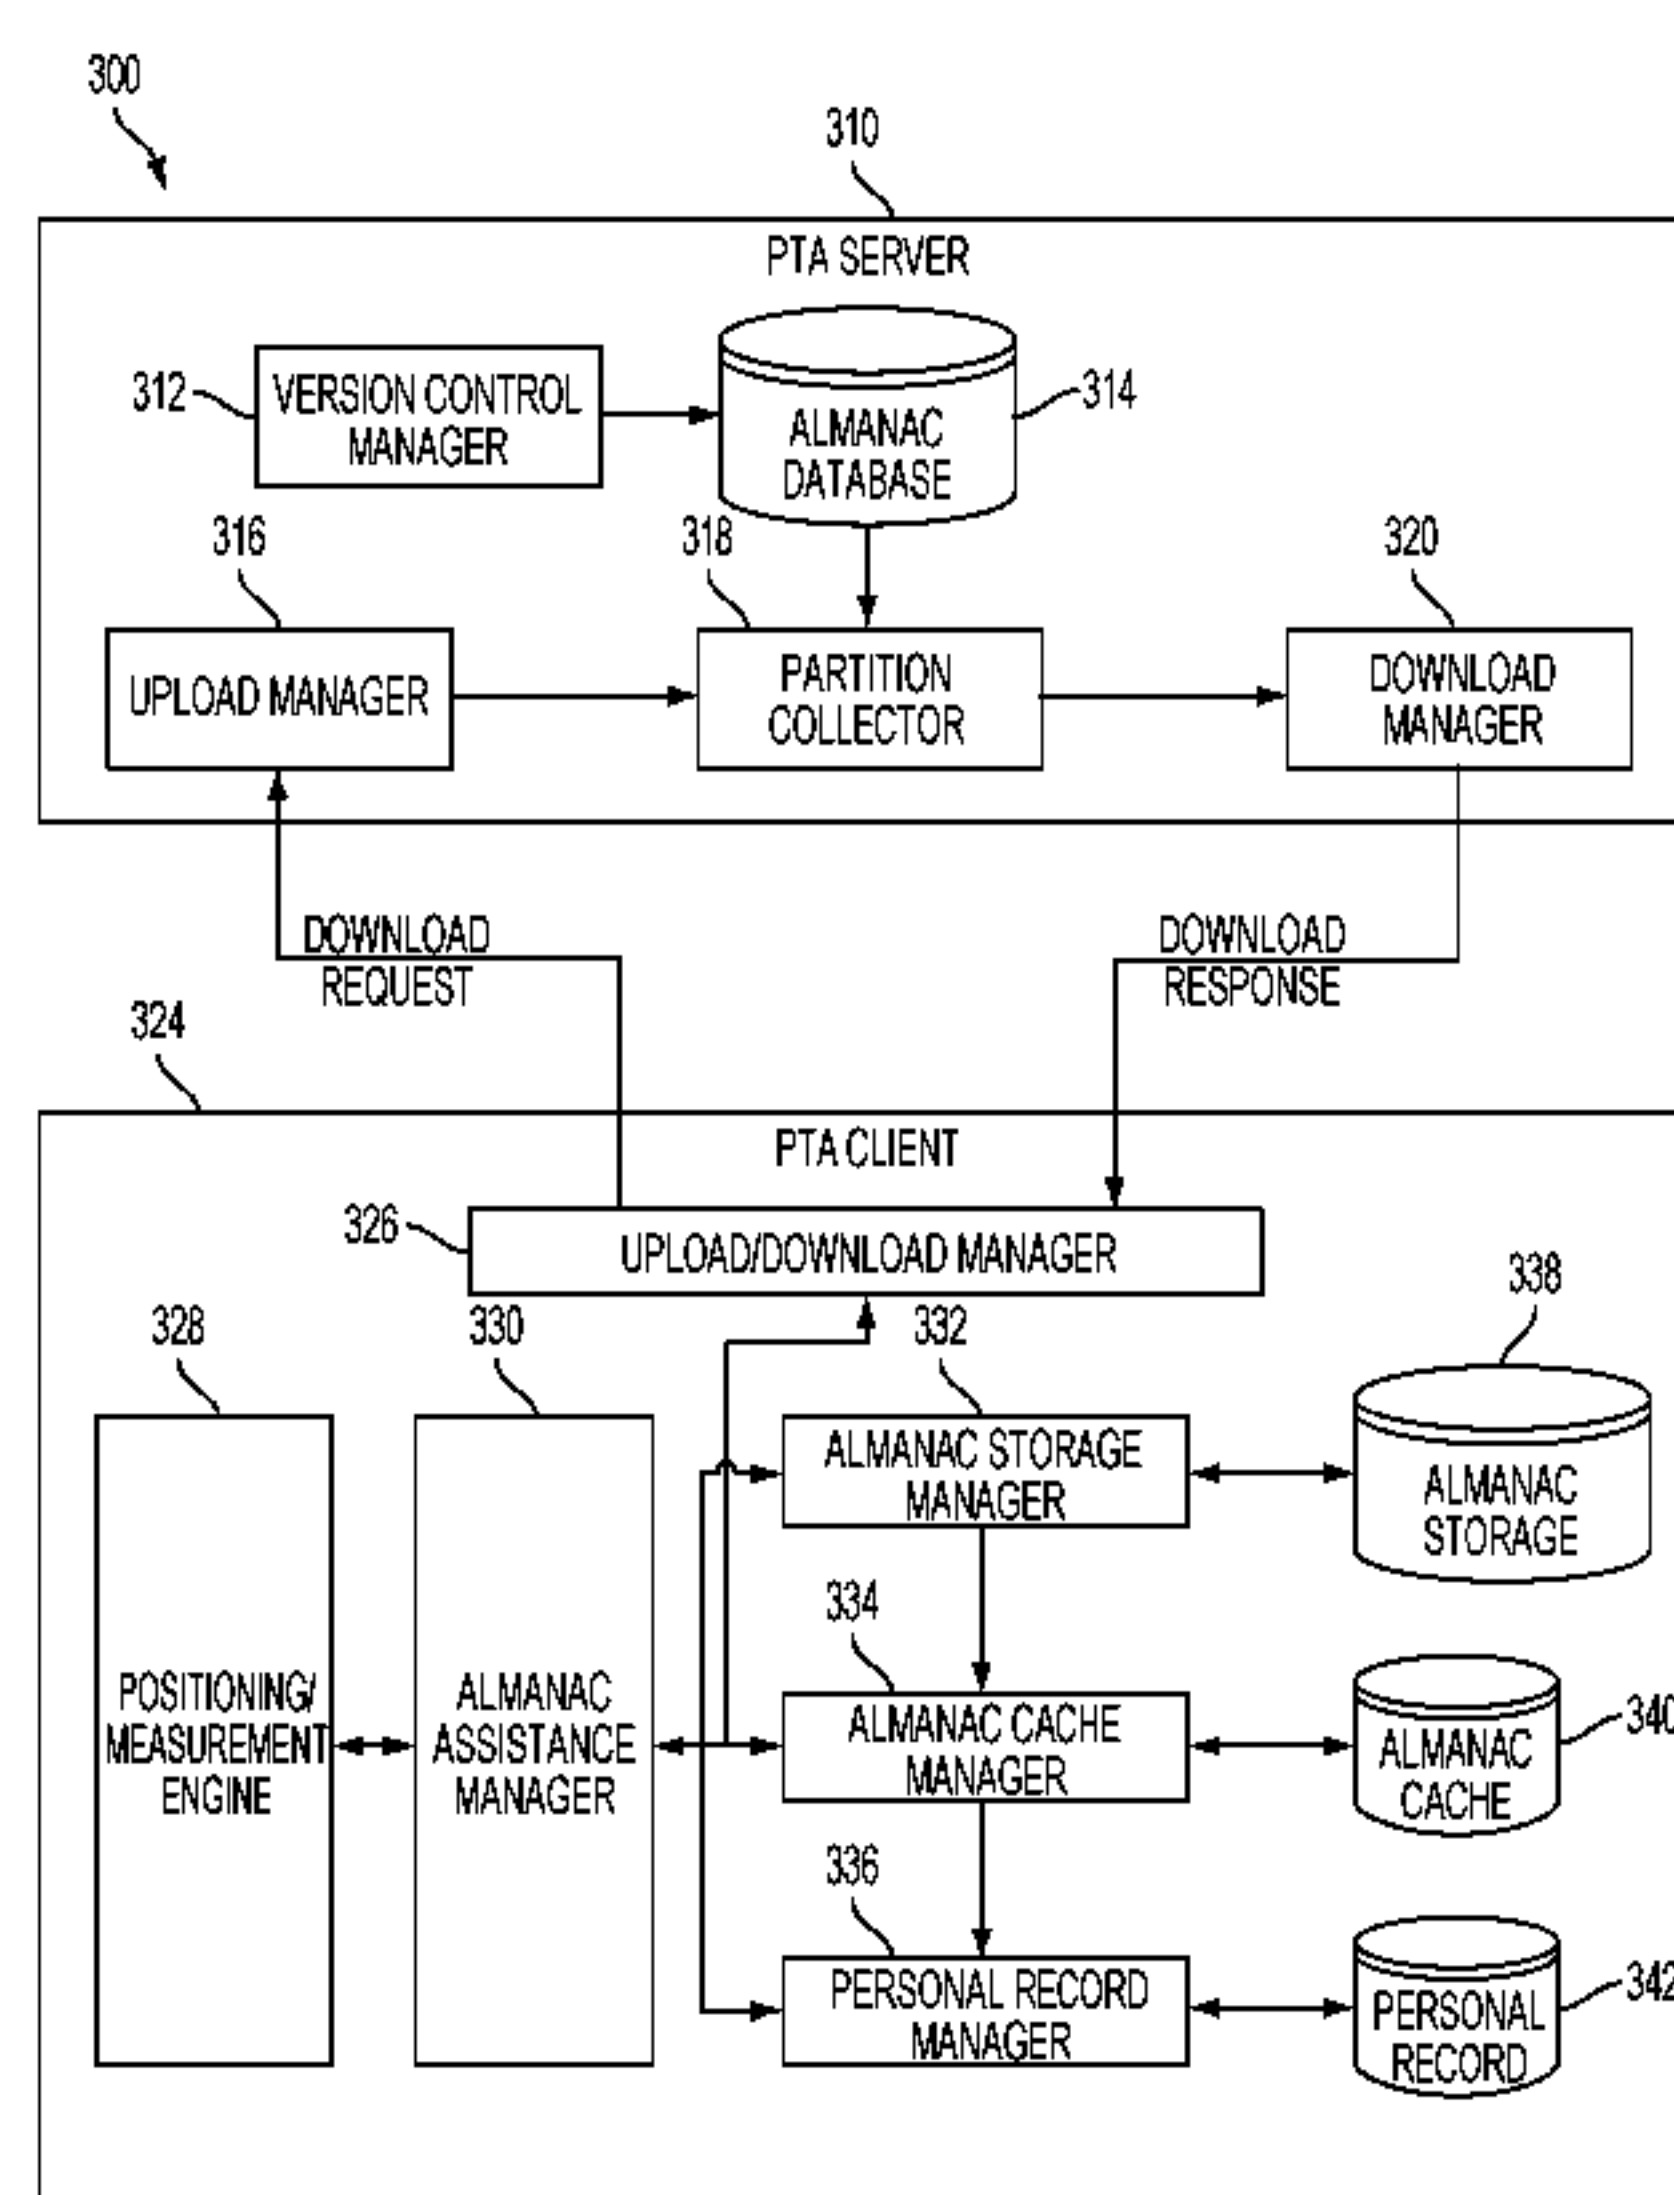 300
310
PTA SERVER
312
VERSION CONTROL
MANAGER
ALMANAC
DATABASE
314
316
318
320
UPLOAD MANAGER
PARTITION
COLLECTOR
DOWNLOAD
MANAGER
DOWNLOAD
REQUEST
DOWNLOAD
RESPONSE
324
PTA CLIENT
326
UPLOAD/DOWNLOAD MANAGER
328
330
332
338
ALMANAC STORAGE
MANAGER
ALMANAC
STORAGE
334
POSITIONING/
MEASUREMENT
ENGINE
ALMANAC
ASSISTANCE
MANAGER
ALMANAC CACHE
MANAGER
ALMANAC
CACHE
340
336
PERSONAL RECORD
MANAGER
PERSONAL
RECORD
342